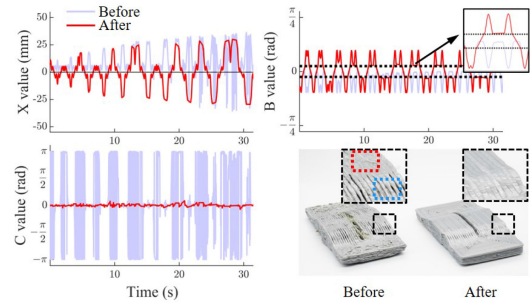 Before
After
X value (mm)
50
25
0
-25
-50
10
20
30
B value (rad)
π/4
0
-π/4
10
20
30
C value (rad)
π
π/2
0
-π/2
-π
10
20
30
Time (s)
Before
After